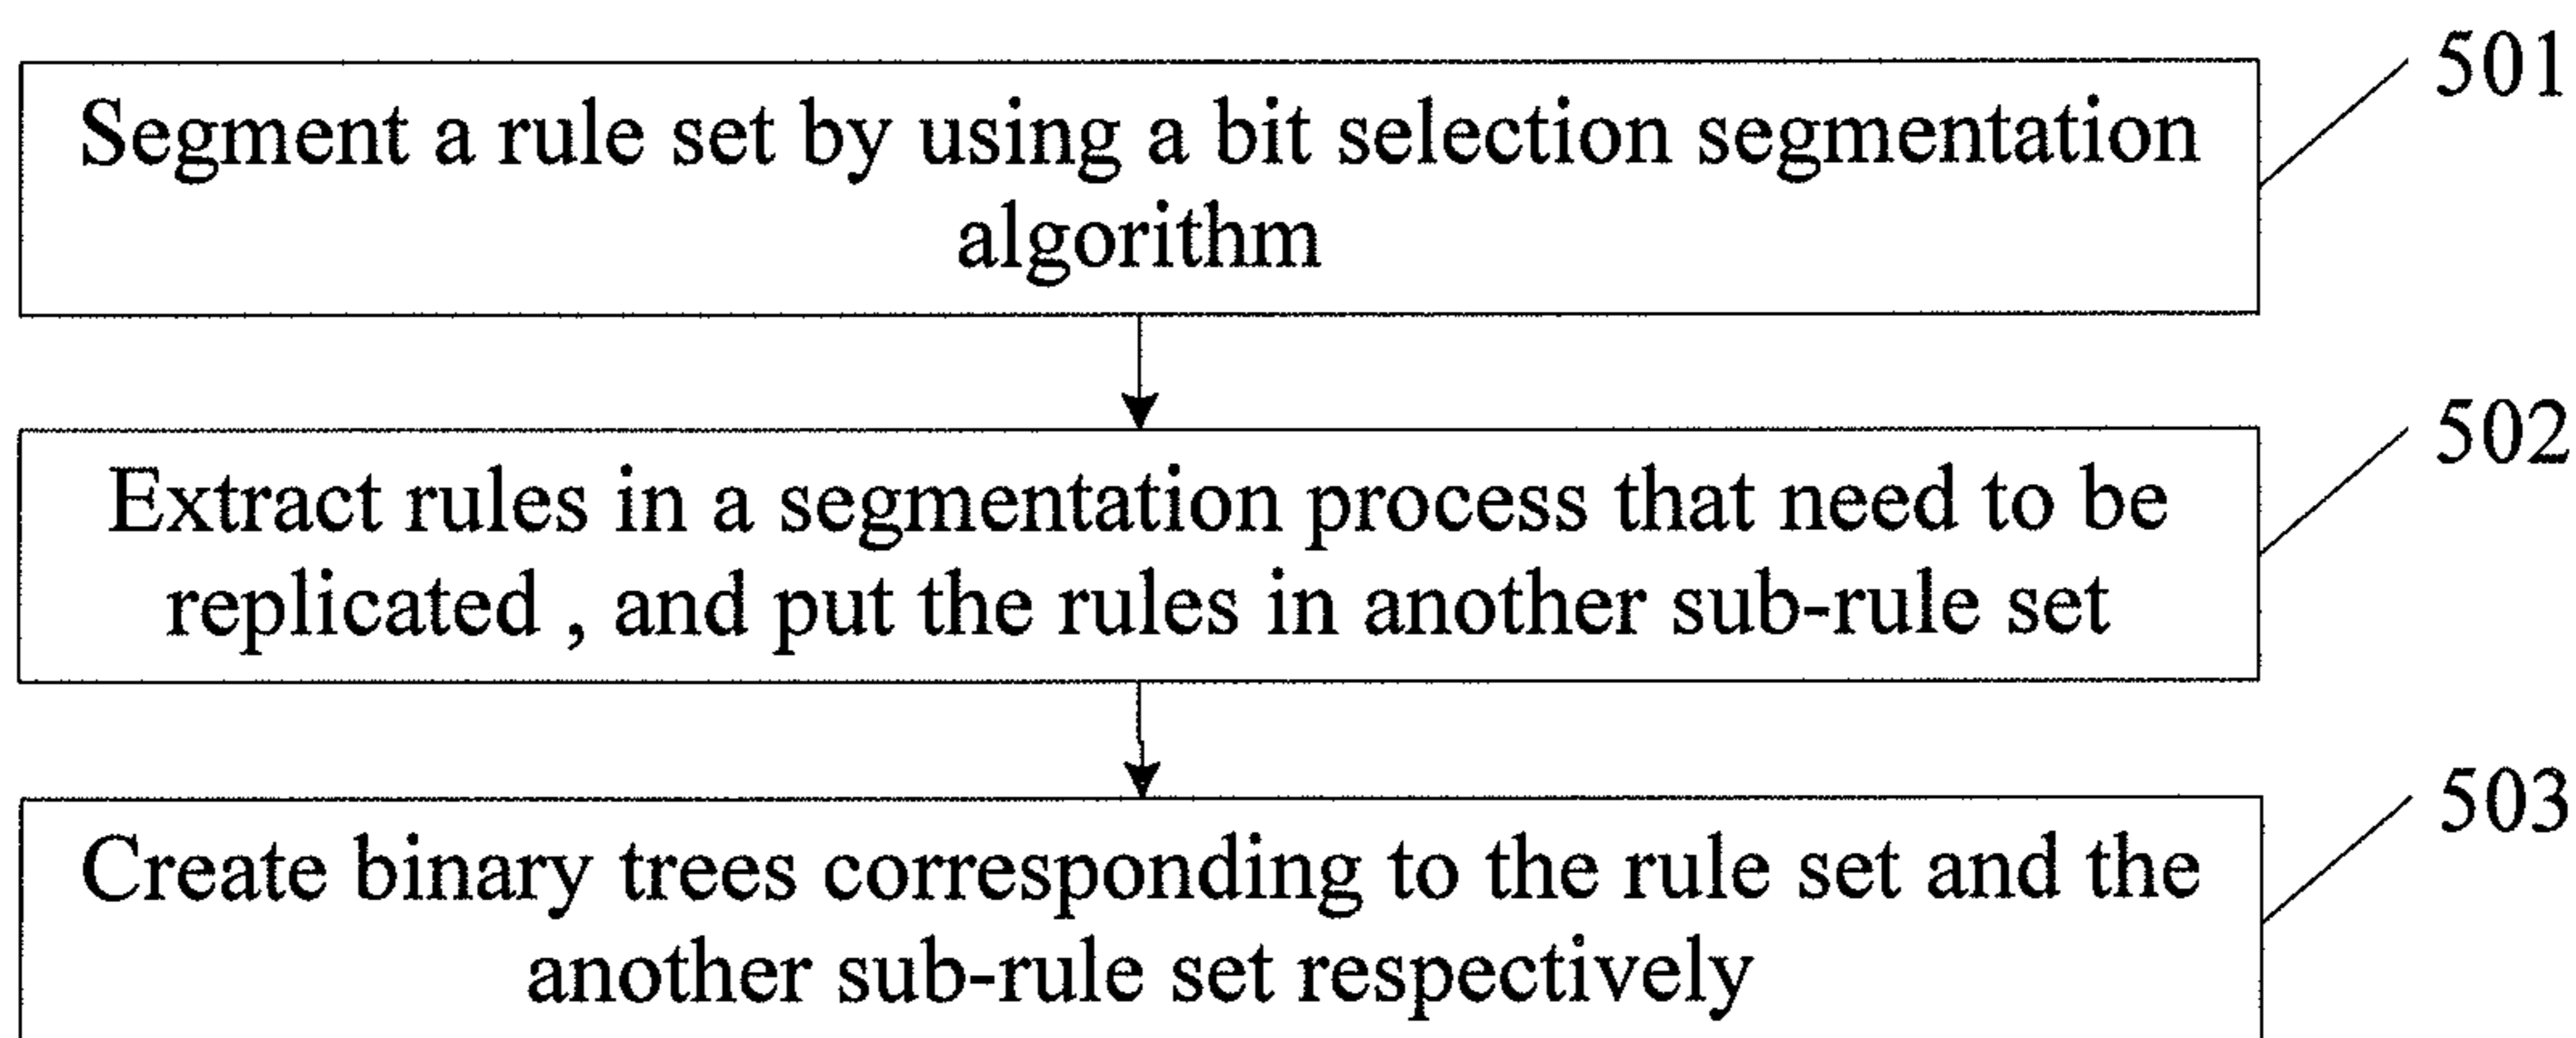 501
Segment a rule set by using a bit selection segmentation
algorithm
502
Extract rules in a segmentation process that need to be
replicated , and put the rules in another sub-rule set
503
Create binary trees corresponding to the rule set and the
another sub-rule set respectively